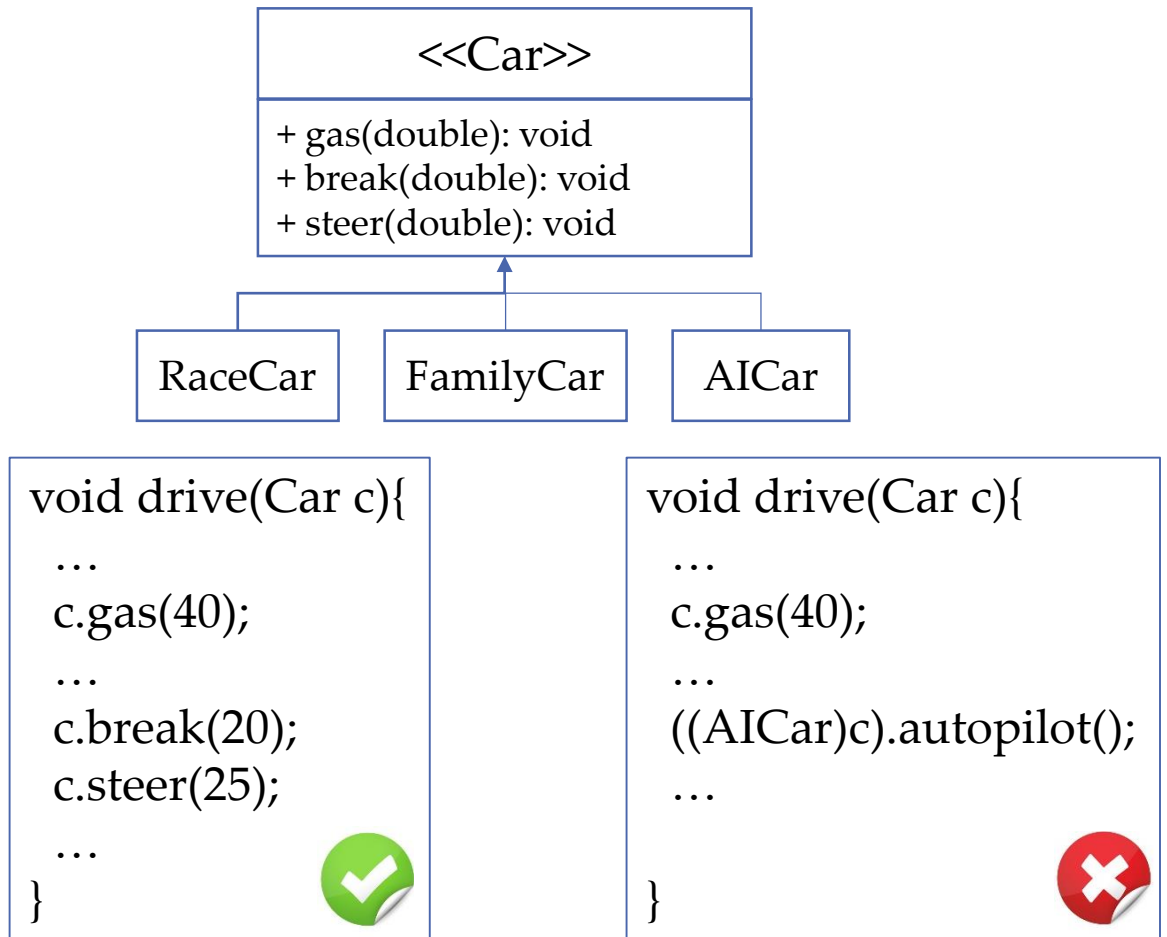 <<Car>>
+ gas(double): void
+ break(double): void
+ steer(double): void
RaceCar
FamilyCar
AICar
void drive(Car c){
…
c.gas(40);
…
c.break(20);
c.steer(25);
…
}
void drive(Car c){
…
c.gas(40);
…
((AICar)c).autopilot();
…
}